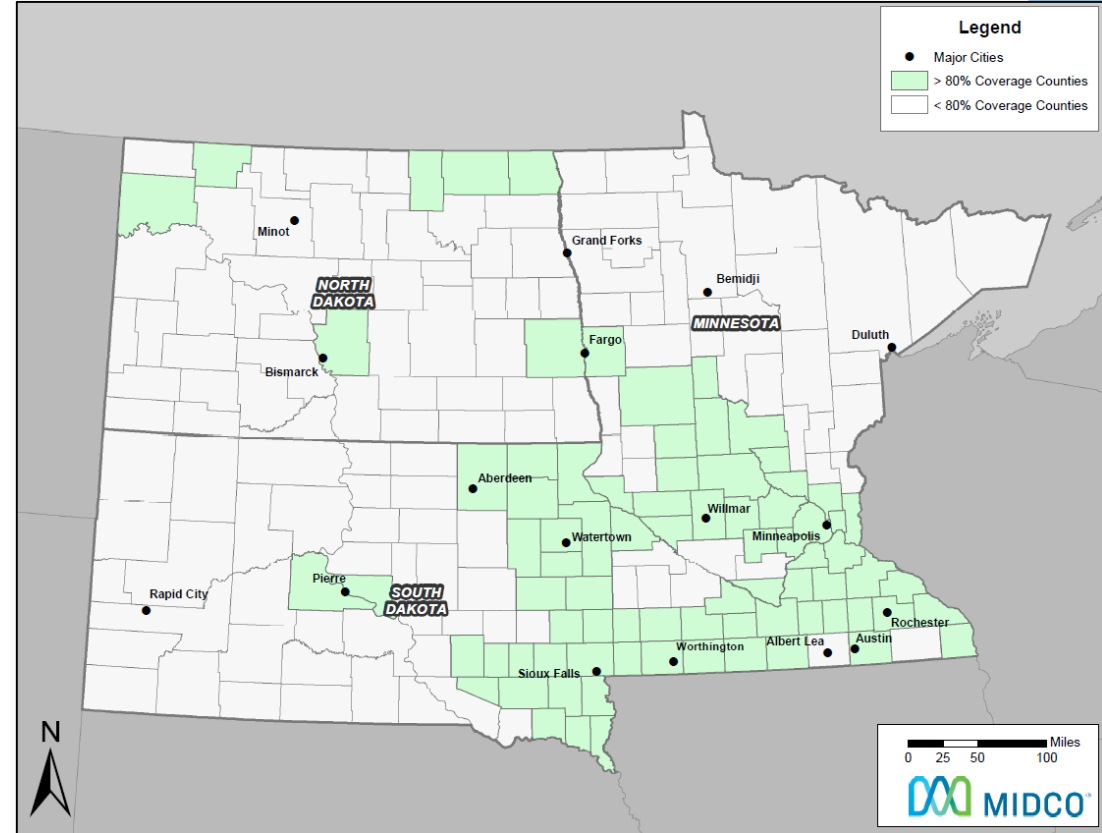 Legend
Major Cities
> 80% Coverage Counties
< 80% Coverage Counties
Minot
Grand Forks
NORTH
DAKOTA
Bemidji
MINNESOTA
Duluth
Fargo
Bismarck
Aberdeen
Willmar
Watertown
Minneapolis
Pierre
Rapid City
SOUTH
DAKOTA
Rochester
Albert Lea
Austin
Worthington
Sioux Falls
N
Miles
0 25 50 100
MIDCO